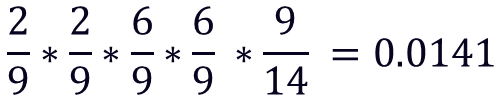 2/9 * 2/9 * 6/9 * 6/9 * 9/14 = 0.0141